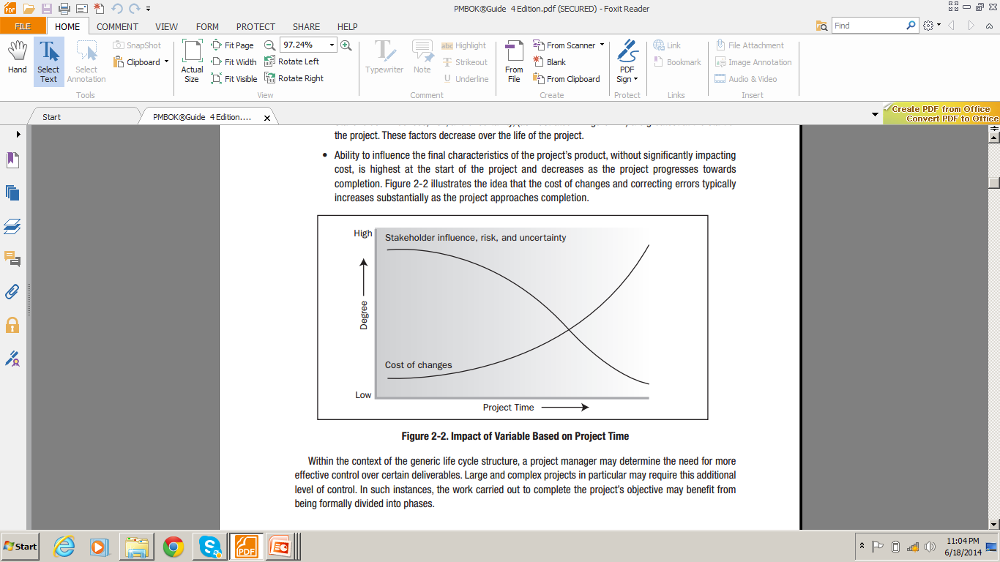 PMBOK®Guide 4 Edition.pdf (SECURED) - Foxit Reader
FILE HOME COMMENT VIEW FORM PROTECT SHARE HELP
Find
Hand
Select Text
Select Annotation
SnapShot
Clipboard
Tools
Actual Size
Fit Page
Fit Width
Fit Visible
97.24%
Rotate Left
Rotate Right
View
Typewriter
Note
Highlight
Strikeout
Underline
Comment
From File
From Scanner
Blank
From Clipboard
Create
PDF Sign
Protect
Link
Bookmark
Links
File Attachment
Image Annotation
Audio & Video
Insert
Start
PMBOK®Guide 4 Edition....
Create PDF from Office
Convert PDF to Office
the project. These factors decrease over the life of the project.
• Ability to influence the final characteristics of the project's product, without significantly impacting
cost, is highest at the start of the project and decreases as the project progresses towards
completion. Figure 2-2 illustrates the idea that the cost of changes and correcting errors typically
increases substantially as the project approaches completion.
High
Stakeholder influence, risk, and uncertainty
Degree
Cost of changes
Low
Project Time
Figure 2-2. Impact of Variable Based on Project Time
Within the context of the generic life cycle structure, a project manager may determine the need for more
effective control over certain deliverables. Large and complex projects in particular may require this additional
level of control. In such instances, the work carried out to complete the project's objective may benefit from
being formally divided into phases.
Start
PDF
11:04 PM
6/18/2014